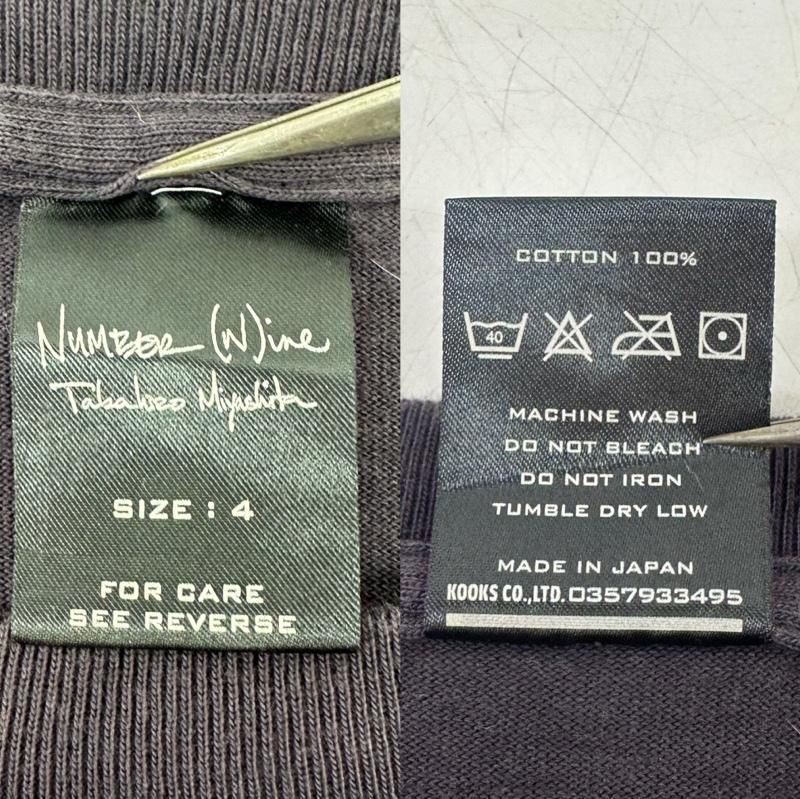 NUMBER (N)ine
Takahiro Miyashita
SIZE : 4
FOR CARE
SEE REVERSE
COTTON 100%
40
MACHINE WASH
DO NOT BLEACH
DO NOT IRON
TUMBLE DRY LOW
MADE IN JAPAN
KOOKS CO.,LTD. 0357933495